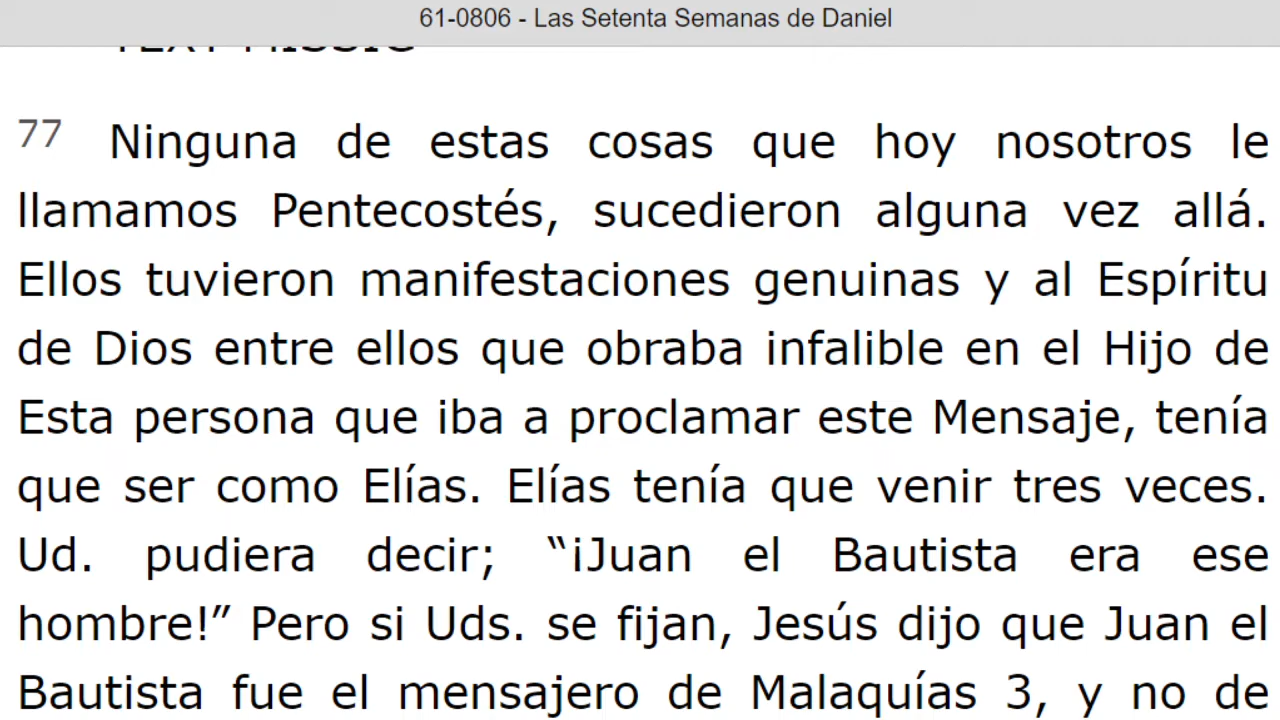 61-0806 - Las Setenta Semanas de Daniel
77 Ninguna de estas cosas que hoy nosotros le
llamamos Pentecostés, sucedieron alguna vez allá.
Ellos tuvieron manifestaciones genuinas y al Espíritu
de Dios entre ellos que obraba infalible en el Hijo de
Esta persona que iba a proclamar este Mensaje, tenía
que ser como Elías. Elías tenía que venir tres veces.
Ud. pudiera decir; “¡Juan el Bautista era ese
hombre!” Pero si Uds. se fijan, Jesús dijo que Juan el
Bautista fue el mensajero de Malaquías 3, y no de